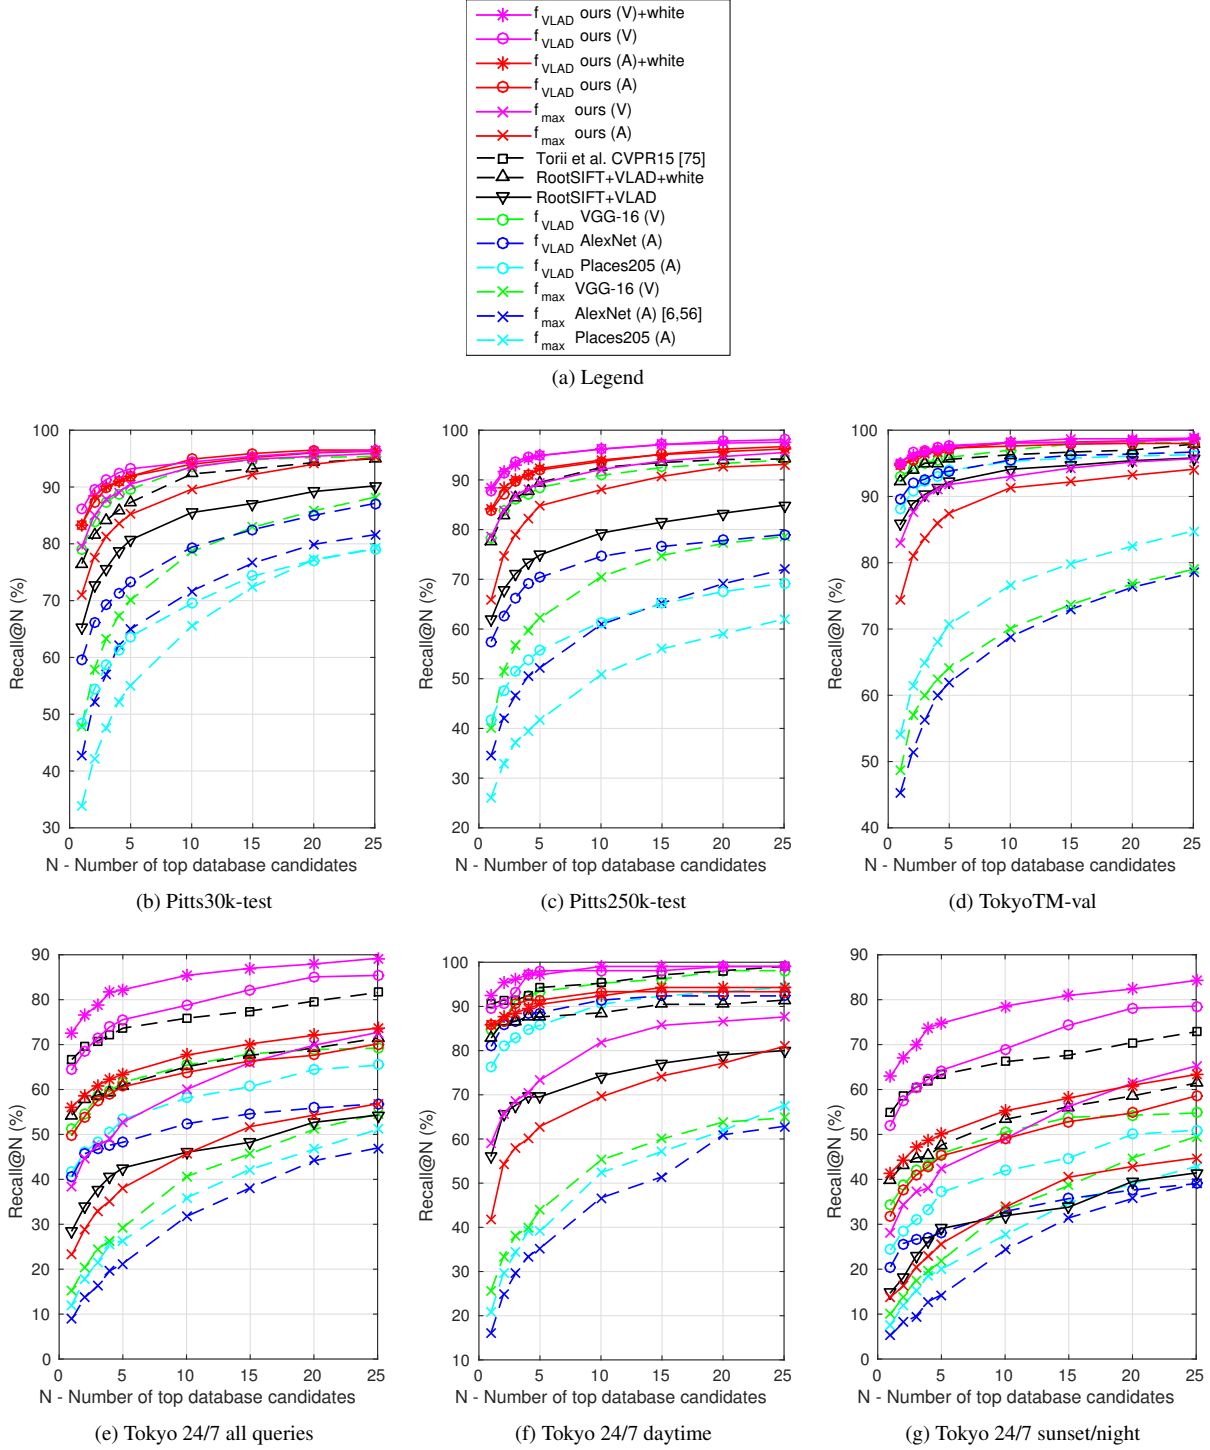 f VLAD ours (V)+white
f VLAD ours (V)
f VLAD ours (A)+white
f VLAD ours (A)
f max ours (V)
f max ours (A)
Torii et al. CVPR15 [75]
RootSIFT+VLAD+white
RootSIFT+VLAD
f VLAD VGG-16 (V)
f VLAD AlexNet (A)
f VLAD Places205 (A)
f max VGG-16 (V)
f max AlexNet (A) [6,56]
f max Places205 (A)
(a) Legend
Recall@N (%)
100
90
80
70
60
50
40
30
0 5 10 15 20 25
N - Number of top database candidates
(b) Pitts30k-test
Recall@N (%)
100
90
80
70
60
50
40
30
20
0 5 10 15 20 25
N - Number of top database candidates
(c) Pitts250k-test
Recall@N (%)
100
90
80
70
60
50
40
0 5 10 15 20 25
N - Number of top database candidates
(d) TokyoTM-val
Recall@N (%)
90
80
70
60
50
40
30
20
10
0
0 5 10 15 20 25
N - Number of top database candidates
(e) Tokyo 24/7 all queries
Recall@N (%)
100
90
80
70
60
50
40
30
20
10
0 5 10 15 20 25
N - Number of top database candidates
(f) Tokyo 24/7 daytime
Recall@N (%)
90
80
70
60
50
40
30
20
10
0
0 5 10 15 20 25
N - Number of top database candidates
(g) Tokyo 24/7 sunset/night